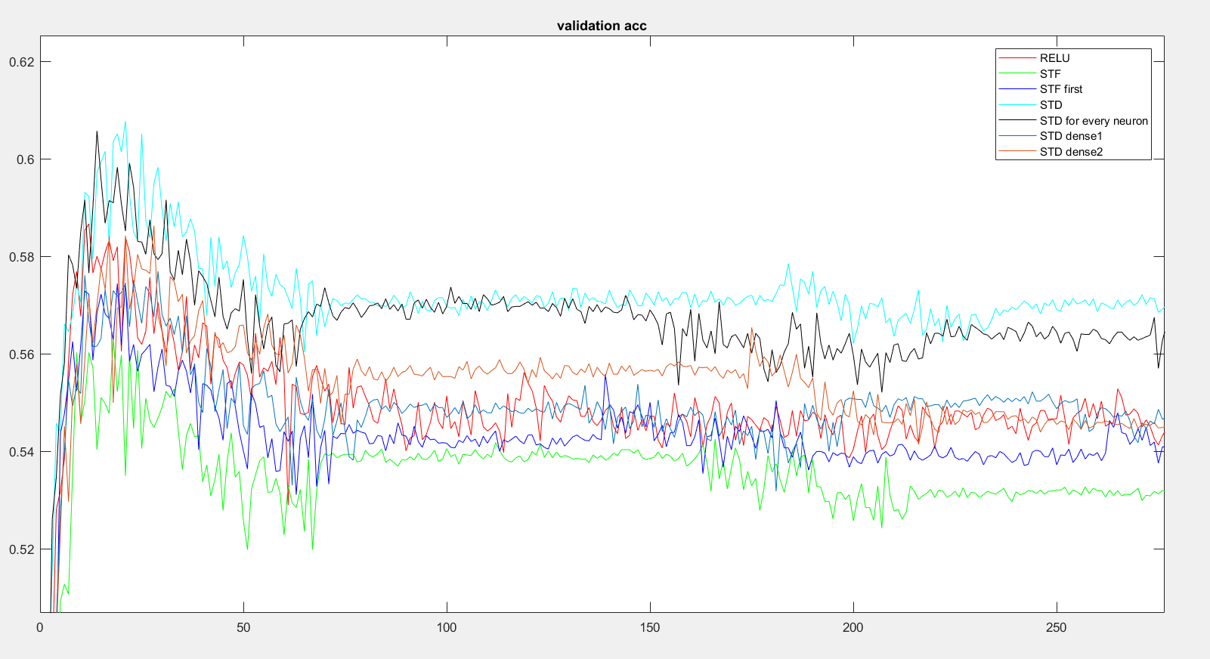 validation acc
0.62
0.6
0.58
0.56
0.54
0.52
0
50
100
150
200
250
RELU
STF
STF first
STD
STD for every neuron
STD dense1
STD dense2